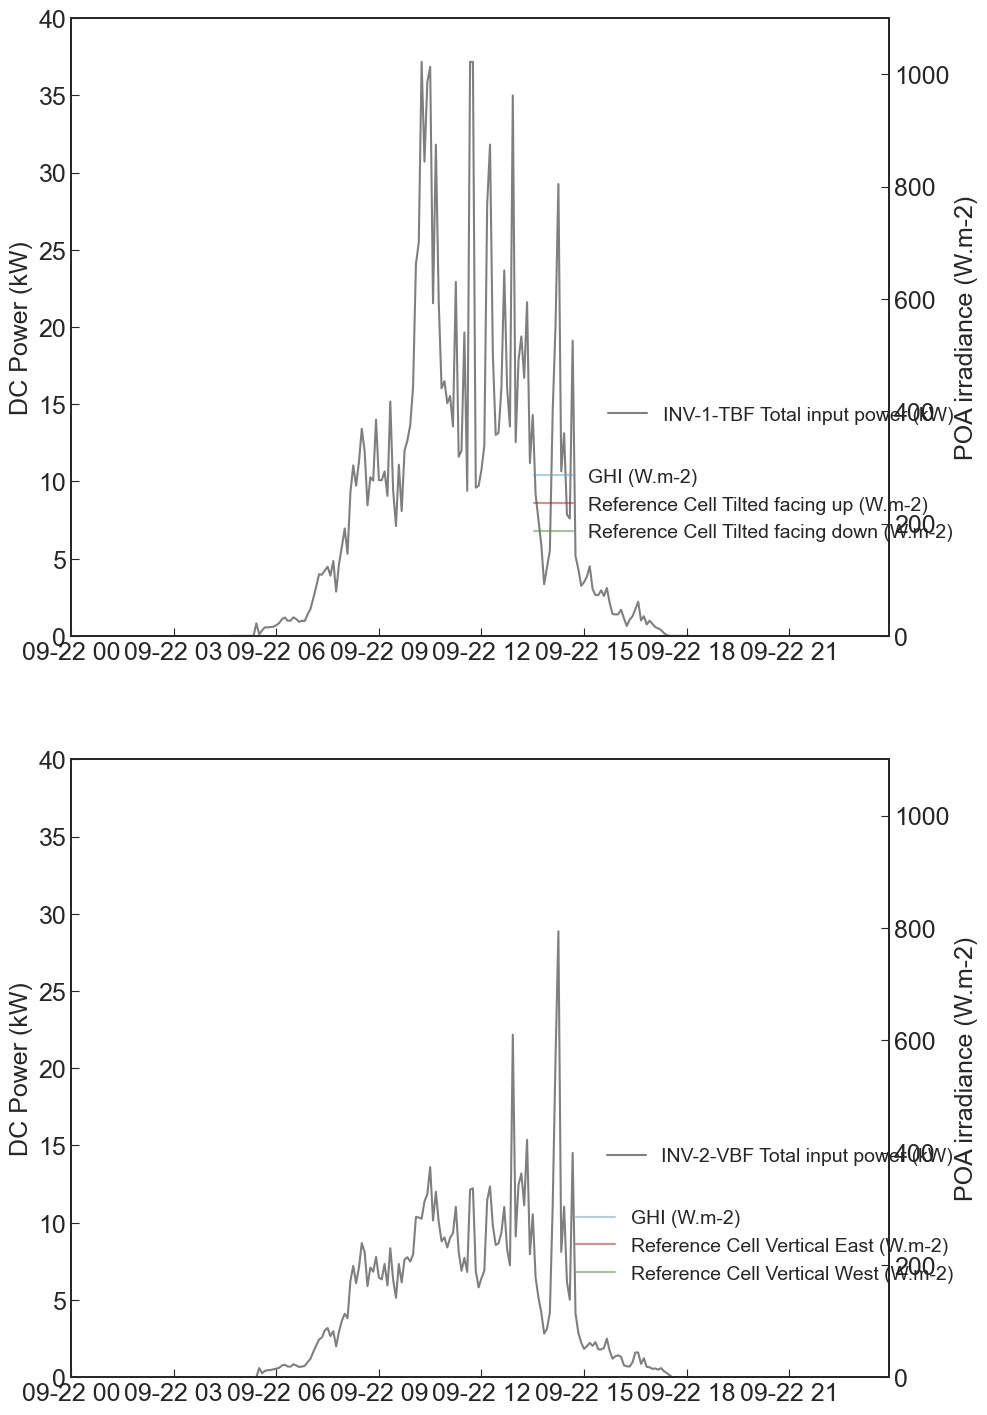 40
35
30
25
20
15
10
5
0
DC Power (kW)
1000
800
600
400
200
0
POA irradiance (W.m-2)
INV-1-TBF Total input power (kW)
GHI (W.m-2)
Reference Cell Tilted facing up (W.m-2)
Reference Cell Tilted facing down (W.m-2)
09-22 00 09-22 03 09-22 06 09-22 09 09-22 12 09-22 15 09-22 18 09-22 21
40
35
30
25
20
15
10
5
0
DC Power (kW)
1000
800
600
400
200
0
POA irradiance (W.m-2)
INV-2-VBF Total input power (kW)
GHI (W.m-2)
Reference Cell Vertical East (W.m-2)
Reference Cell Vertical West (W.m-2)
09-22 00 09-22 03 09-22 06 09-22 09 09-22 12 09-22 15 09-22 18 09-22 21